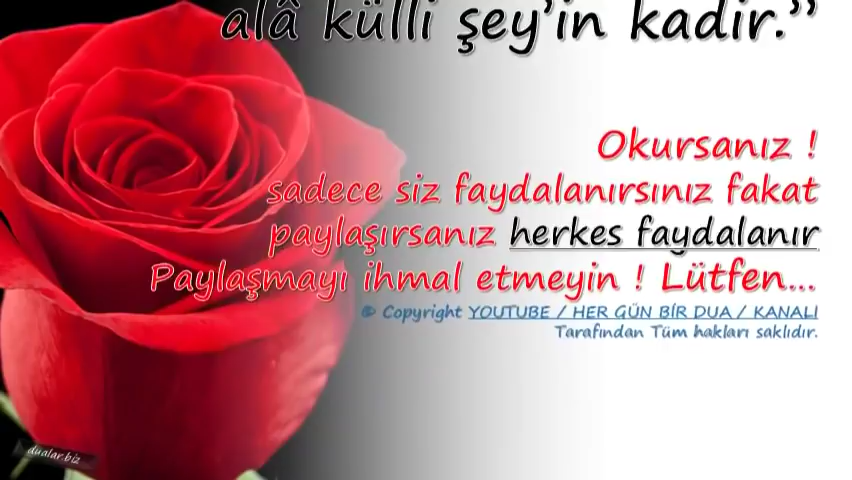 alâ külli şey’in kadir.”
Okursanız !
sadece siz faydalanırsınız fakat
paylaşırsanız herkes faydalanır
Paylaşmayı ihmal etmeyin ! Lütfen...
© Copyright YOUTUBE / HER GÜN BİR DUA / KANALI
Tarafından Tüm hakları saklıdır.
dualar.biz